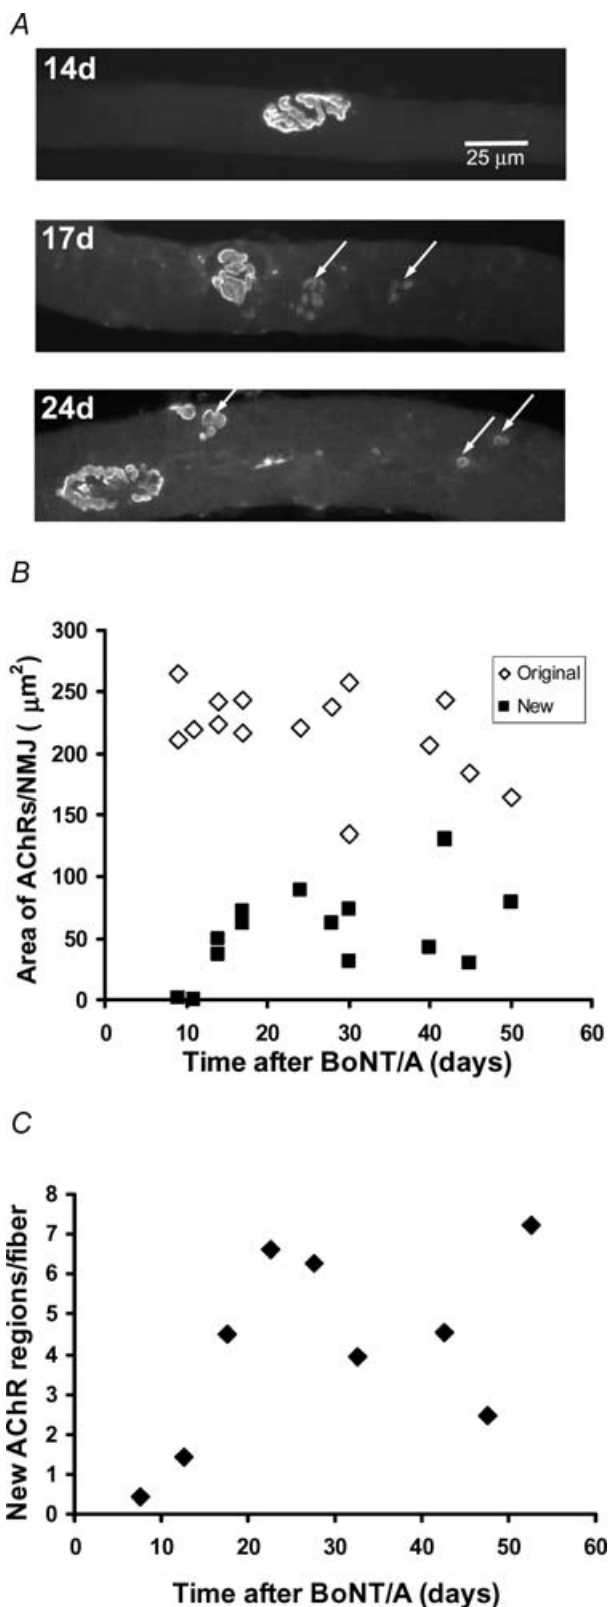 A
14d
25 μm
17d
24d
B
Area of AChRs/NMJ ( μm²)
300
250
200
150
100
50
0
Original
New
0 10 20 30 40 50 60
Time after BoNT/A (days)
C
New AChR regions/fiber
8
7
6
5
4
3
2
1
0
0 10 20 30 40 50 60
Time after BoNT/A (days)